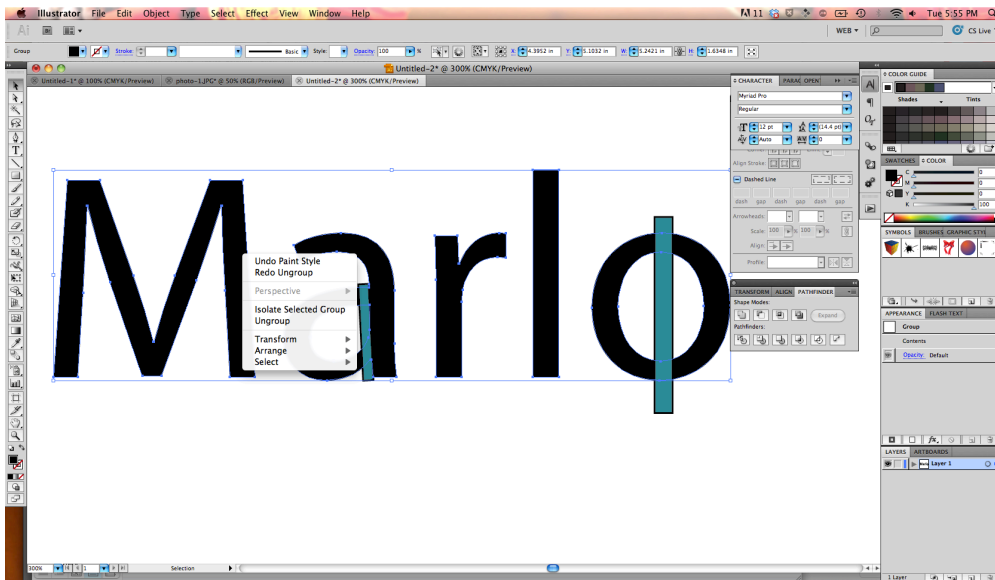 Illustrator File Edit Object Type Select Effect View Window Help
11 Tue 5:55 PM
Ai Br WEB CS Live
Group Stroke: Basic Style: Opacity: 100 % X: 4.3952 in Y: 5.1032 in W: 5.2421 in H: 1.6348 in
Untitled-2* @ 300% (CMYK/Preview)
Untitled-1* @ 100% (CMYK/Preview) photo-1.JPG* @ 50% (RGB/Preview) Untitled-2* @ 300% (CMYK/Preview)
Marlo
Undo Paint Style
Redo Ungroup
Perspective
Isolate Selected Group
Ungroup
Transform
Arrange
Select
CHARACTER PARAC OPEN
Myriad Pro
Regular
12 pt (14.4 pt)
Auto 0
Align Stroke:
Dashed Line
dash gap dash gap dash gap
Arrowheads:
Scale: 100 % 100 %
Align:
Profile:
TRANSFORM ALIGN PATHFINDER
Shape Modes:
Expand
Pathfinders:
COLOR GUIDE
Shades Tints
SWATCHES COLOR
C 0
M 0
Y 0
K 100
SYMBOLS BRUSHES GRAPHIC STYL
APPEARANCE FLASH TEXT
Group
Contents
Opacity: Default
LAYERS ARTBOARDS
Layer 1
1 Layer
300% 1 Selection